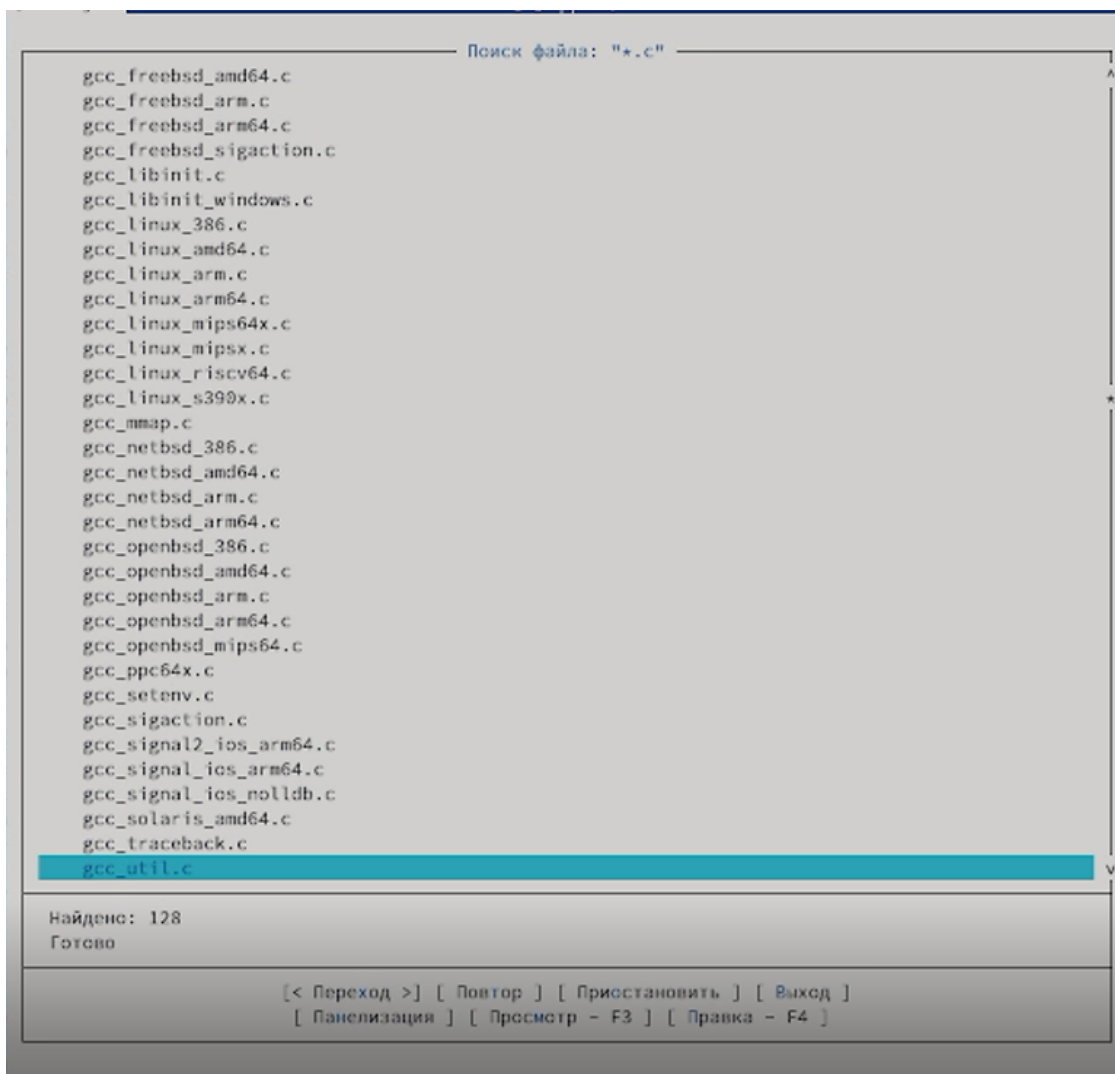 Поиск файла: "*.c"
gcc_freebsd_amd64.c
gcc_freebsd_arm.c
gcc_freebsd_arm64.c
gcc_freebsd_sigaction.c
gcc_libinit.c
gcc_libinit_windows.c
gcc_linux_386.c
gcc_linux_amd64.c
gcc_linux_arm.c
gcc_linux_arm64.c
gcc_linux_mips64x.c
gcc_linux_mipsx.c
gcc_linux_riscv64.c
gcc_linux_s390x.c
gcc_mmap.c
gcc_netbsd_386.c
gcc_netbsd_amd64.c
gcc_netbsd_arm.c
gcc_netbsd_arm64.c
gcc_openbsd_386.c
gcc_openbsd_amd64.c
gcc_openbsd_arm.c
gcc_openbsd_arm64.c
gcc_openbsd_mips64.c
gcc_ppc64x.c
gcc_setenv.c
gcc_sigaction.c
gcc_signal2_ios_arm64.c
gcc_signal_ios_arm64.c
gcc_signal_ios_nolldb.c
gcc_solaris_amd64.c
gcc_traceback.c
gcc_util.c
Найдено: 128
Готово
[< Переход >] [ Повтор ] [ Приостановить ] [ Выход ]
[ Панелизация ] [ Просмотр - F3 ] [ Правка - F4 ]